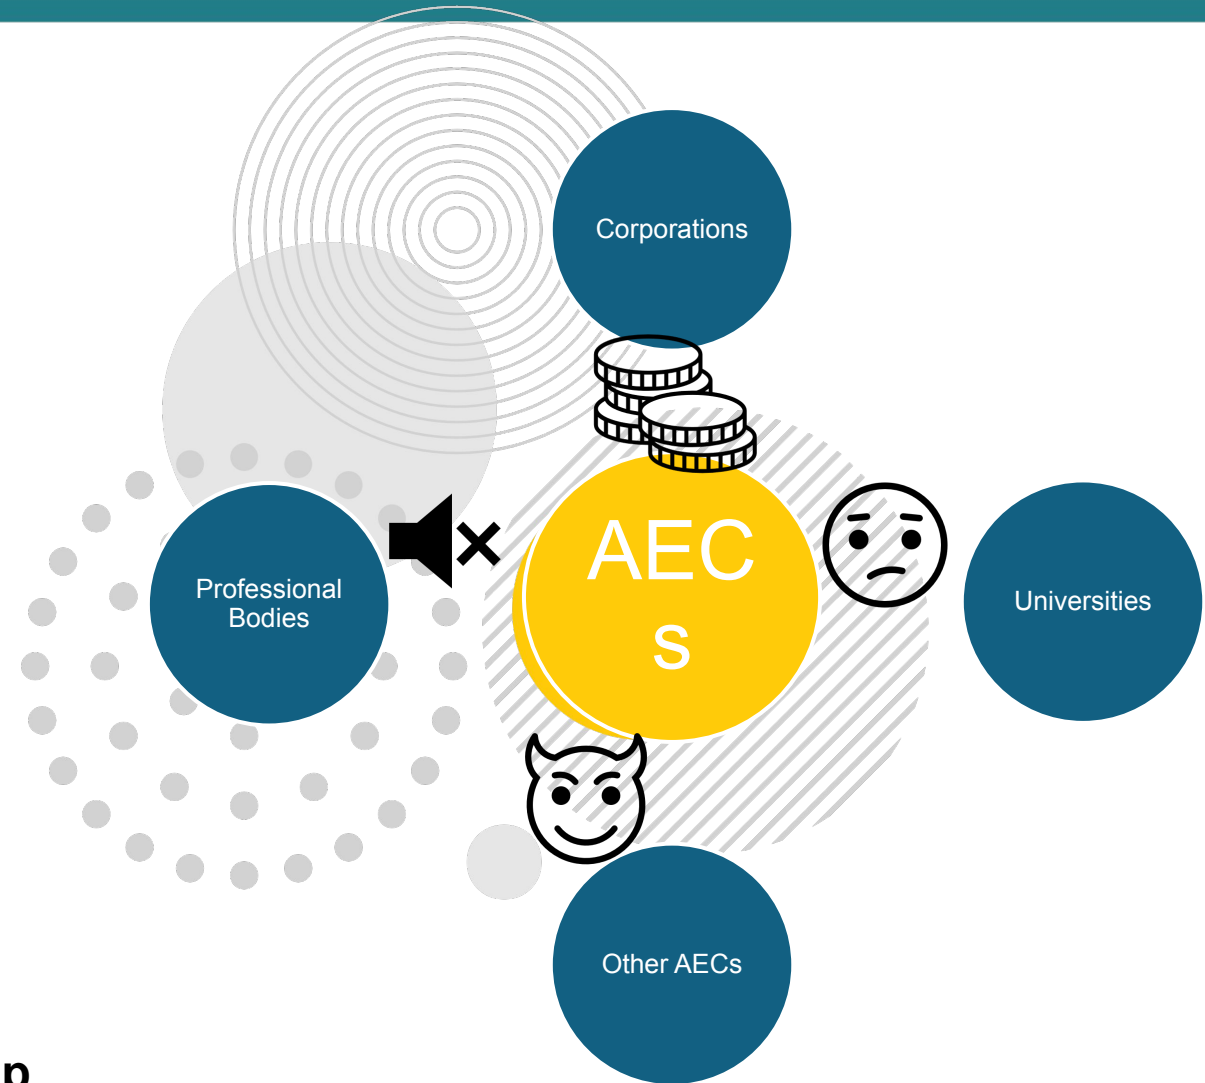 Corporations
AEC
s
Professional
Bodies
Universities
Other AECs
p